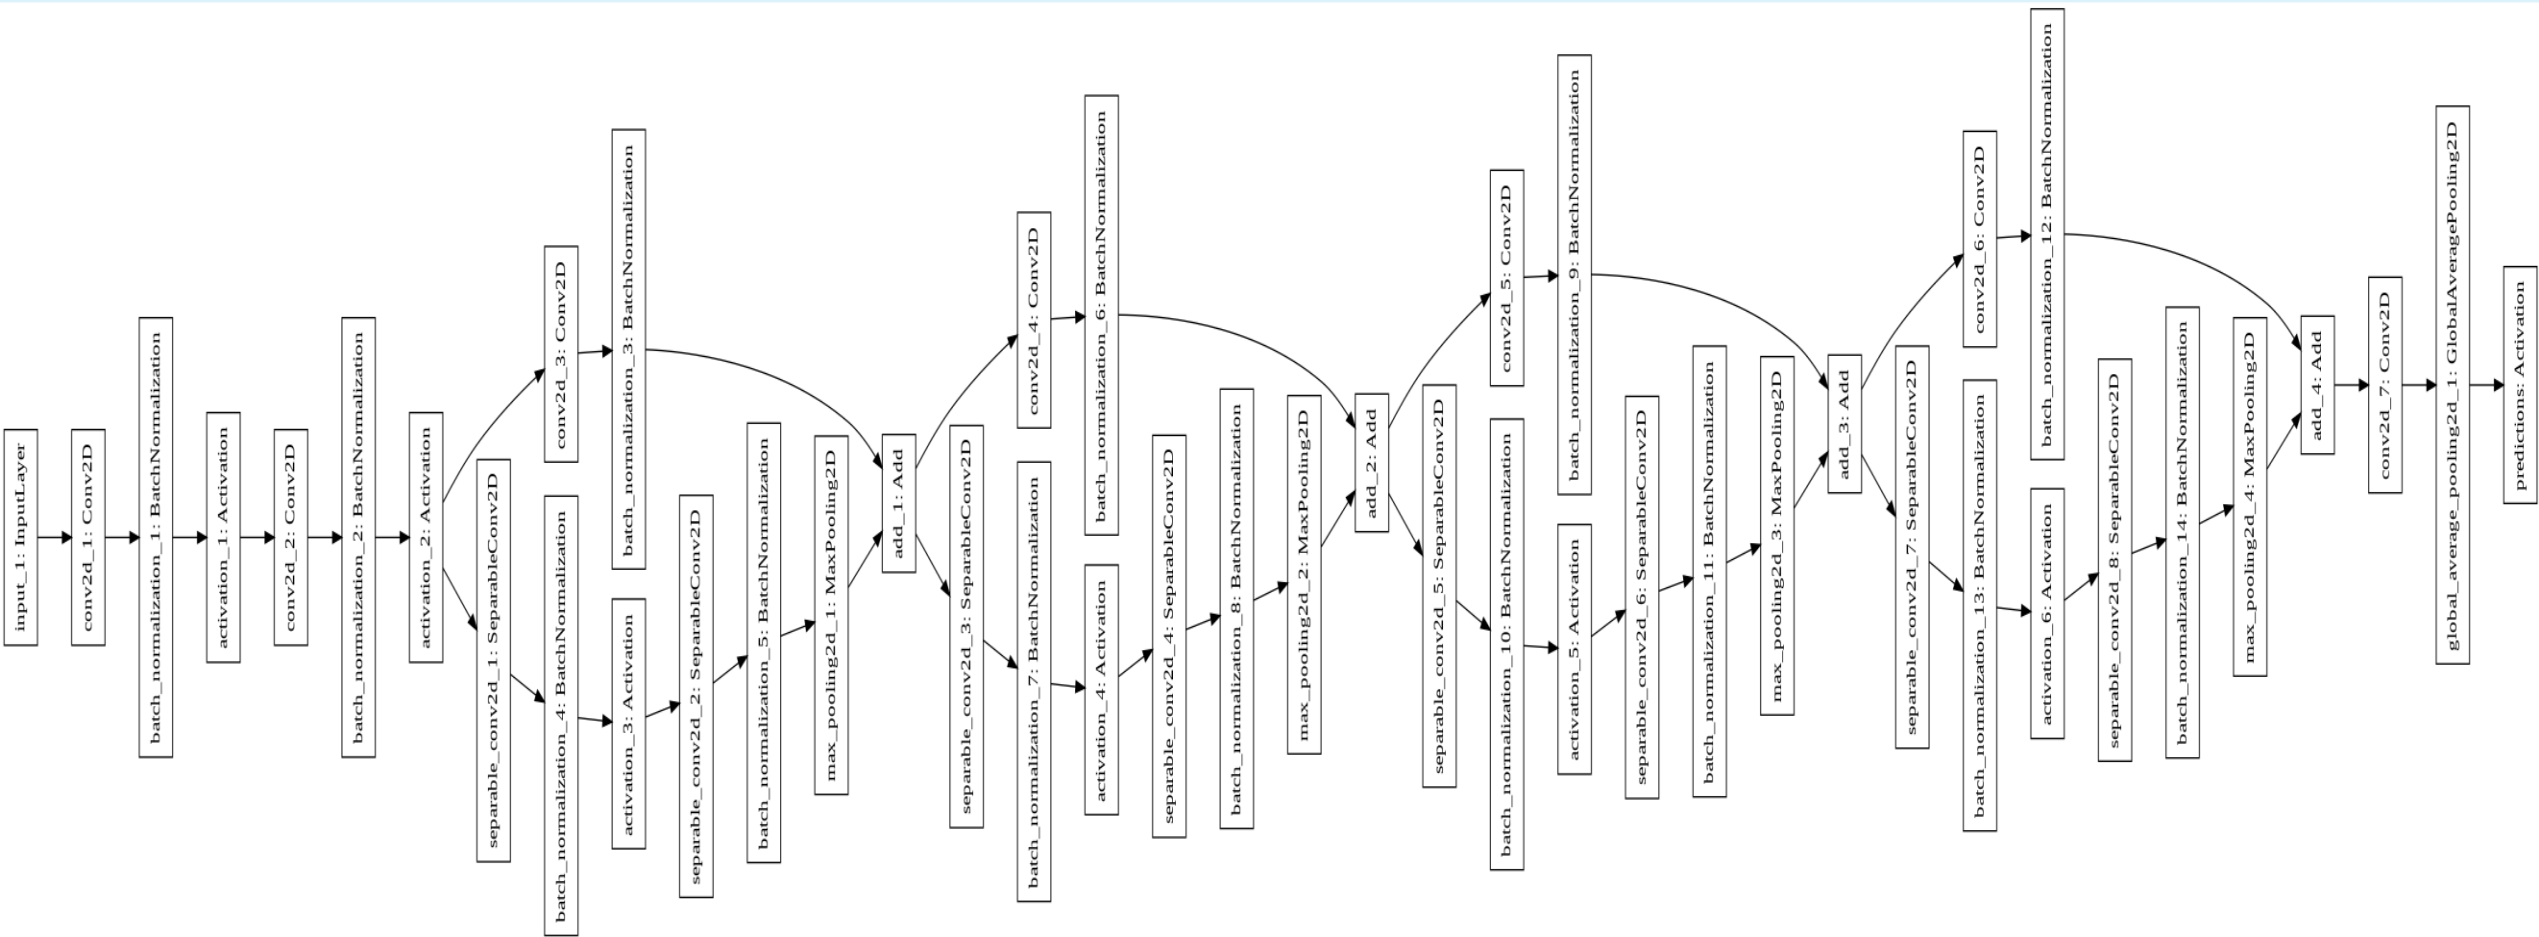 input_1: InputLayer
conv2d_1: Conv2D
batch_normalization_1: BatchNormalization
activation_1: Activation
conv2d_2: Conv2D
batch_normalization_2: BatchNormalization
activation_2: Activation
separable_conv2d_1: SeparableConv2D
conv2d_3: Conv2D
batch_normalization_4: BatchNormalization
batch_normalization_3: BatchNormalization
activation_3: Activation
separable_conv2d_2: SeparableConv2D
batch_normalization_5: BatchNormalization
max_pooling2d_1: MaxPooling2D
add_1: Add
separable_conv2d_3: SeparableConv2D
conv2d_4: Conv2D
batch_normalization_7: BatchNormalization
batch_normalization_6: BatchNormalization
activation_4: Activation
separable_conv2d_4: SeparableConv2D
batch_normalization_8: BatchNormalization
max_pooling2d_2: MaxPooling2D
add_2: Add
separable_conv2d_5: SeparableConv2D
conv2d_5: Conv2D
batch_normalization_10: BatchNormalization
batch_normalization_9: BatchNormalization
activation_5: Activation
separable_conv2d_6: SeparableConv2D
batch_normalization_11: BatchNormalization
max_pooling2d_3: MaxPooling2D
add_3: Add
separable_conv2d_7: SeparableConv2D
conv2d_6: Conv2D
batch_normalization_13: BatchNormalization
batch_normalization_12: BatchNormalization
activation_6: Activation
separable_conv2d_8: SeparableConv2D
batch_normalization_14: BatchNormalization
max_pooling2d_4: MaxPooling2D
add_4: Add
conv2d_7: Conv2D
global_average_pooling2d_1: GlobalAveragePooling2D
predictions: Activation